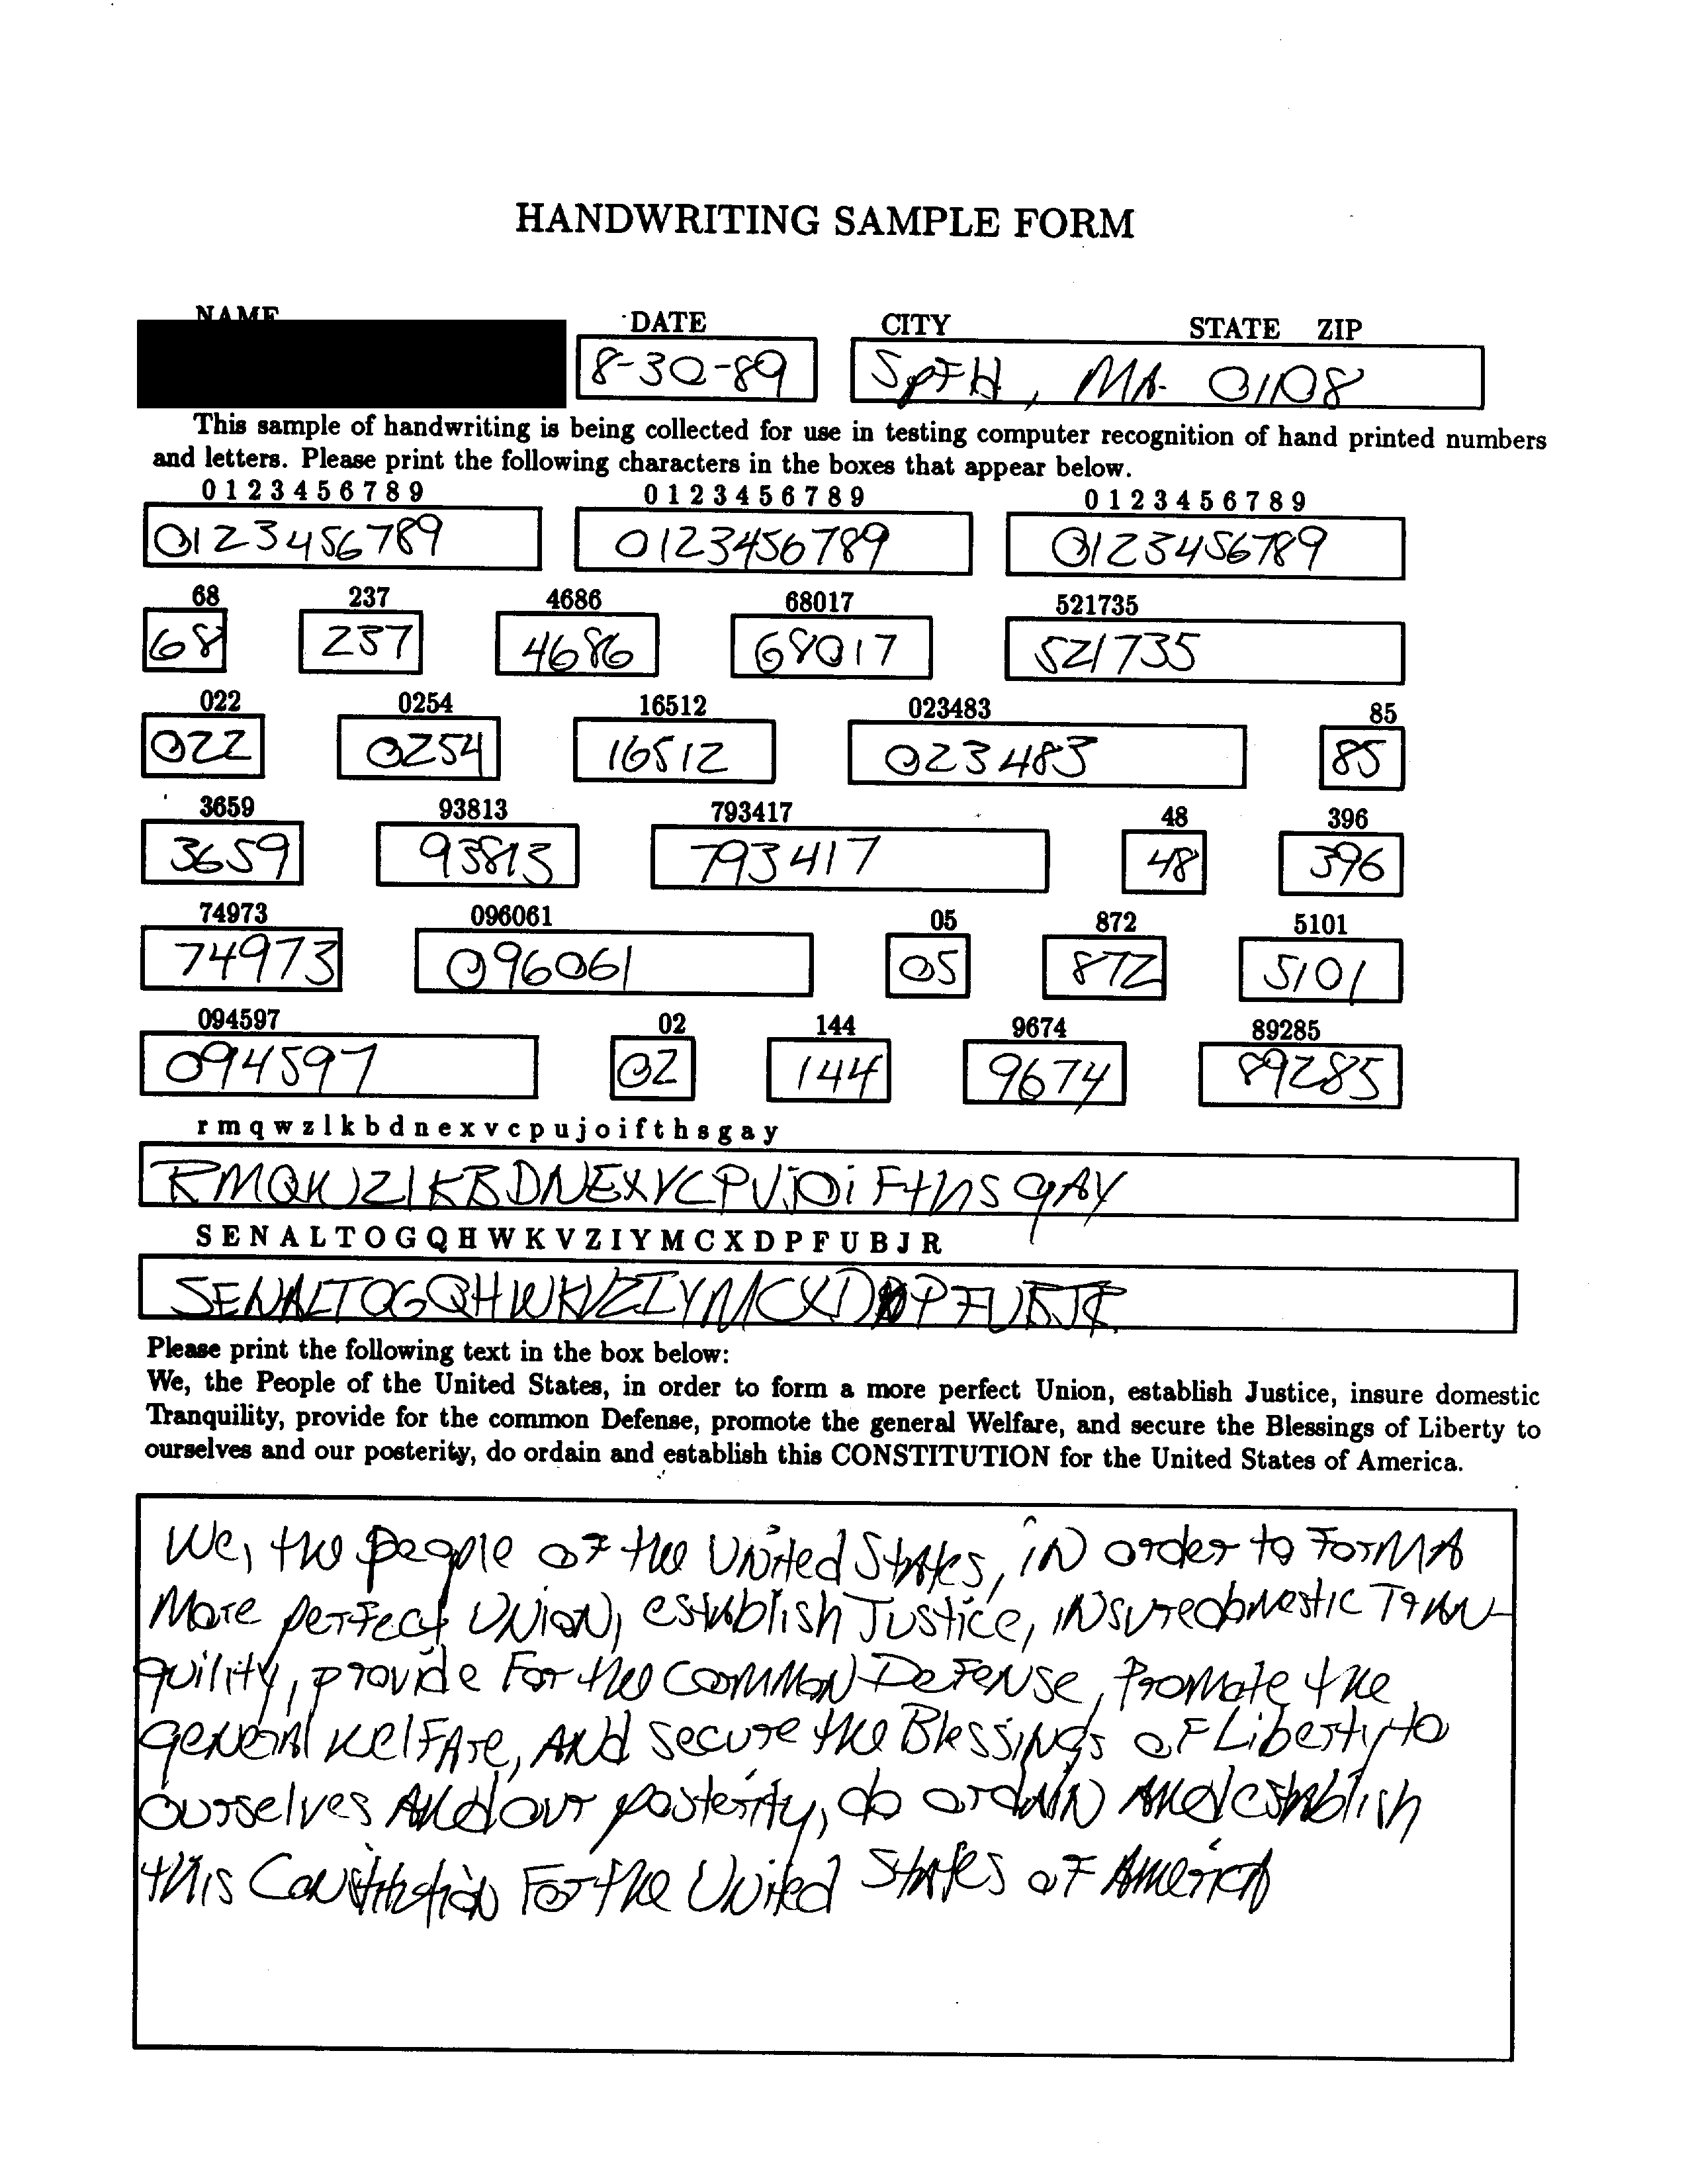 HANDWRITING SAMPLE FORM
NAME DATE CITY STATE ZIP
8-30-89 SpFH, MA. 01108
This sample of handwriting is being collected for use in testing computer recognition of hand printed numbers
and letters. Please print the following characters in the boxes that appear below.
0 1 2 3 4 5 6 7 8 9 0 1 2 3 4 5 6 7 8 9 0 1 2 3 4 5 6 7 8 9
0123456789 0123456789 0123456789
68 237 4686 68017 521735
68 237 4686 68017 521735
022 0254 16512 023483 85
022 0254 16512 023483 85
3659 93813 793417 48 396
3659 93813 793417 48 396
74973 096061 05 872 5101
74973 096061 05 872 5101
094597 02 144 9674 89285
094597 02 144 9674 89285
r m q w z l k b d n e x v c p u j o i f t h s g a y
RMQWZlKBDNEXVCPUjOiFthSgAY
S E N A L T O G Q H W K V Z I Y M C X D P F U B J R
SENALTOGQHWKVZIYMCXDPFUBJR
Please print the following text in the box below:
We, the People of the United States, in order to form a more perfect Union, establish Justice, insure domestic
Tranquility, provide for the common Defense, promote the general Welfare, and secure the Blessings of Liberty to
ourselves and our posterity, do ordain and establish this CONSTITUTION for the United States of America.
We, the people oF the UNited StAtes, iN order to ForM A
More perFect UNioN, estAblish Justice, iNsure doMestic TrAN-
quility, provide For the CoMMoN DeFeNse, ProMote the
geNerAl WelFAre, ANd secure the BlessiNgs oF Liberty to
ourselves ANd our posterity, do ordAiN ANd estAblish
this CoNstitutioN For the UNited StAtes oF AMericA